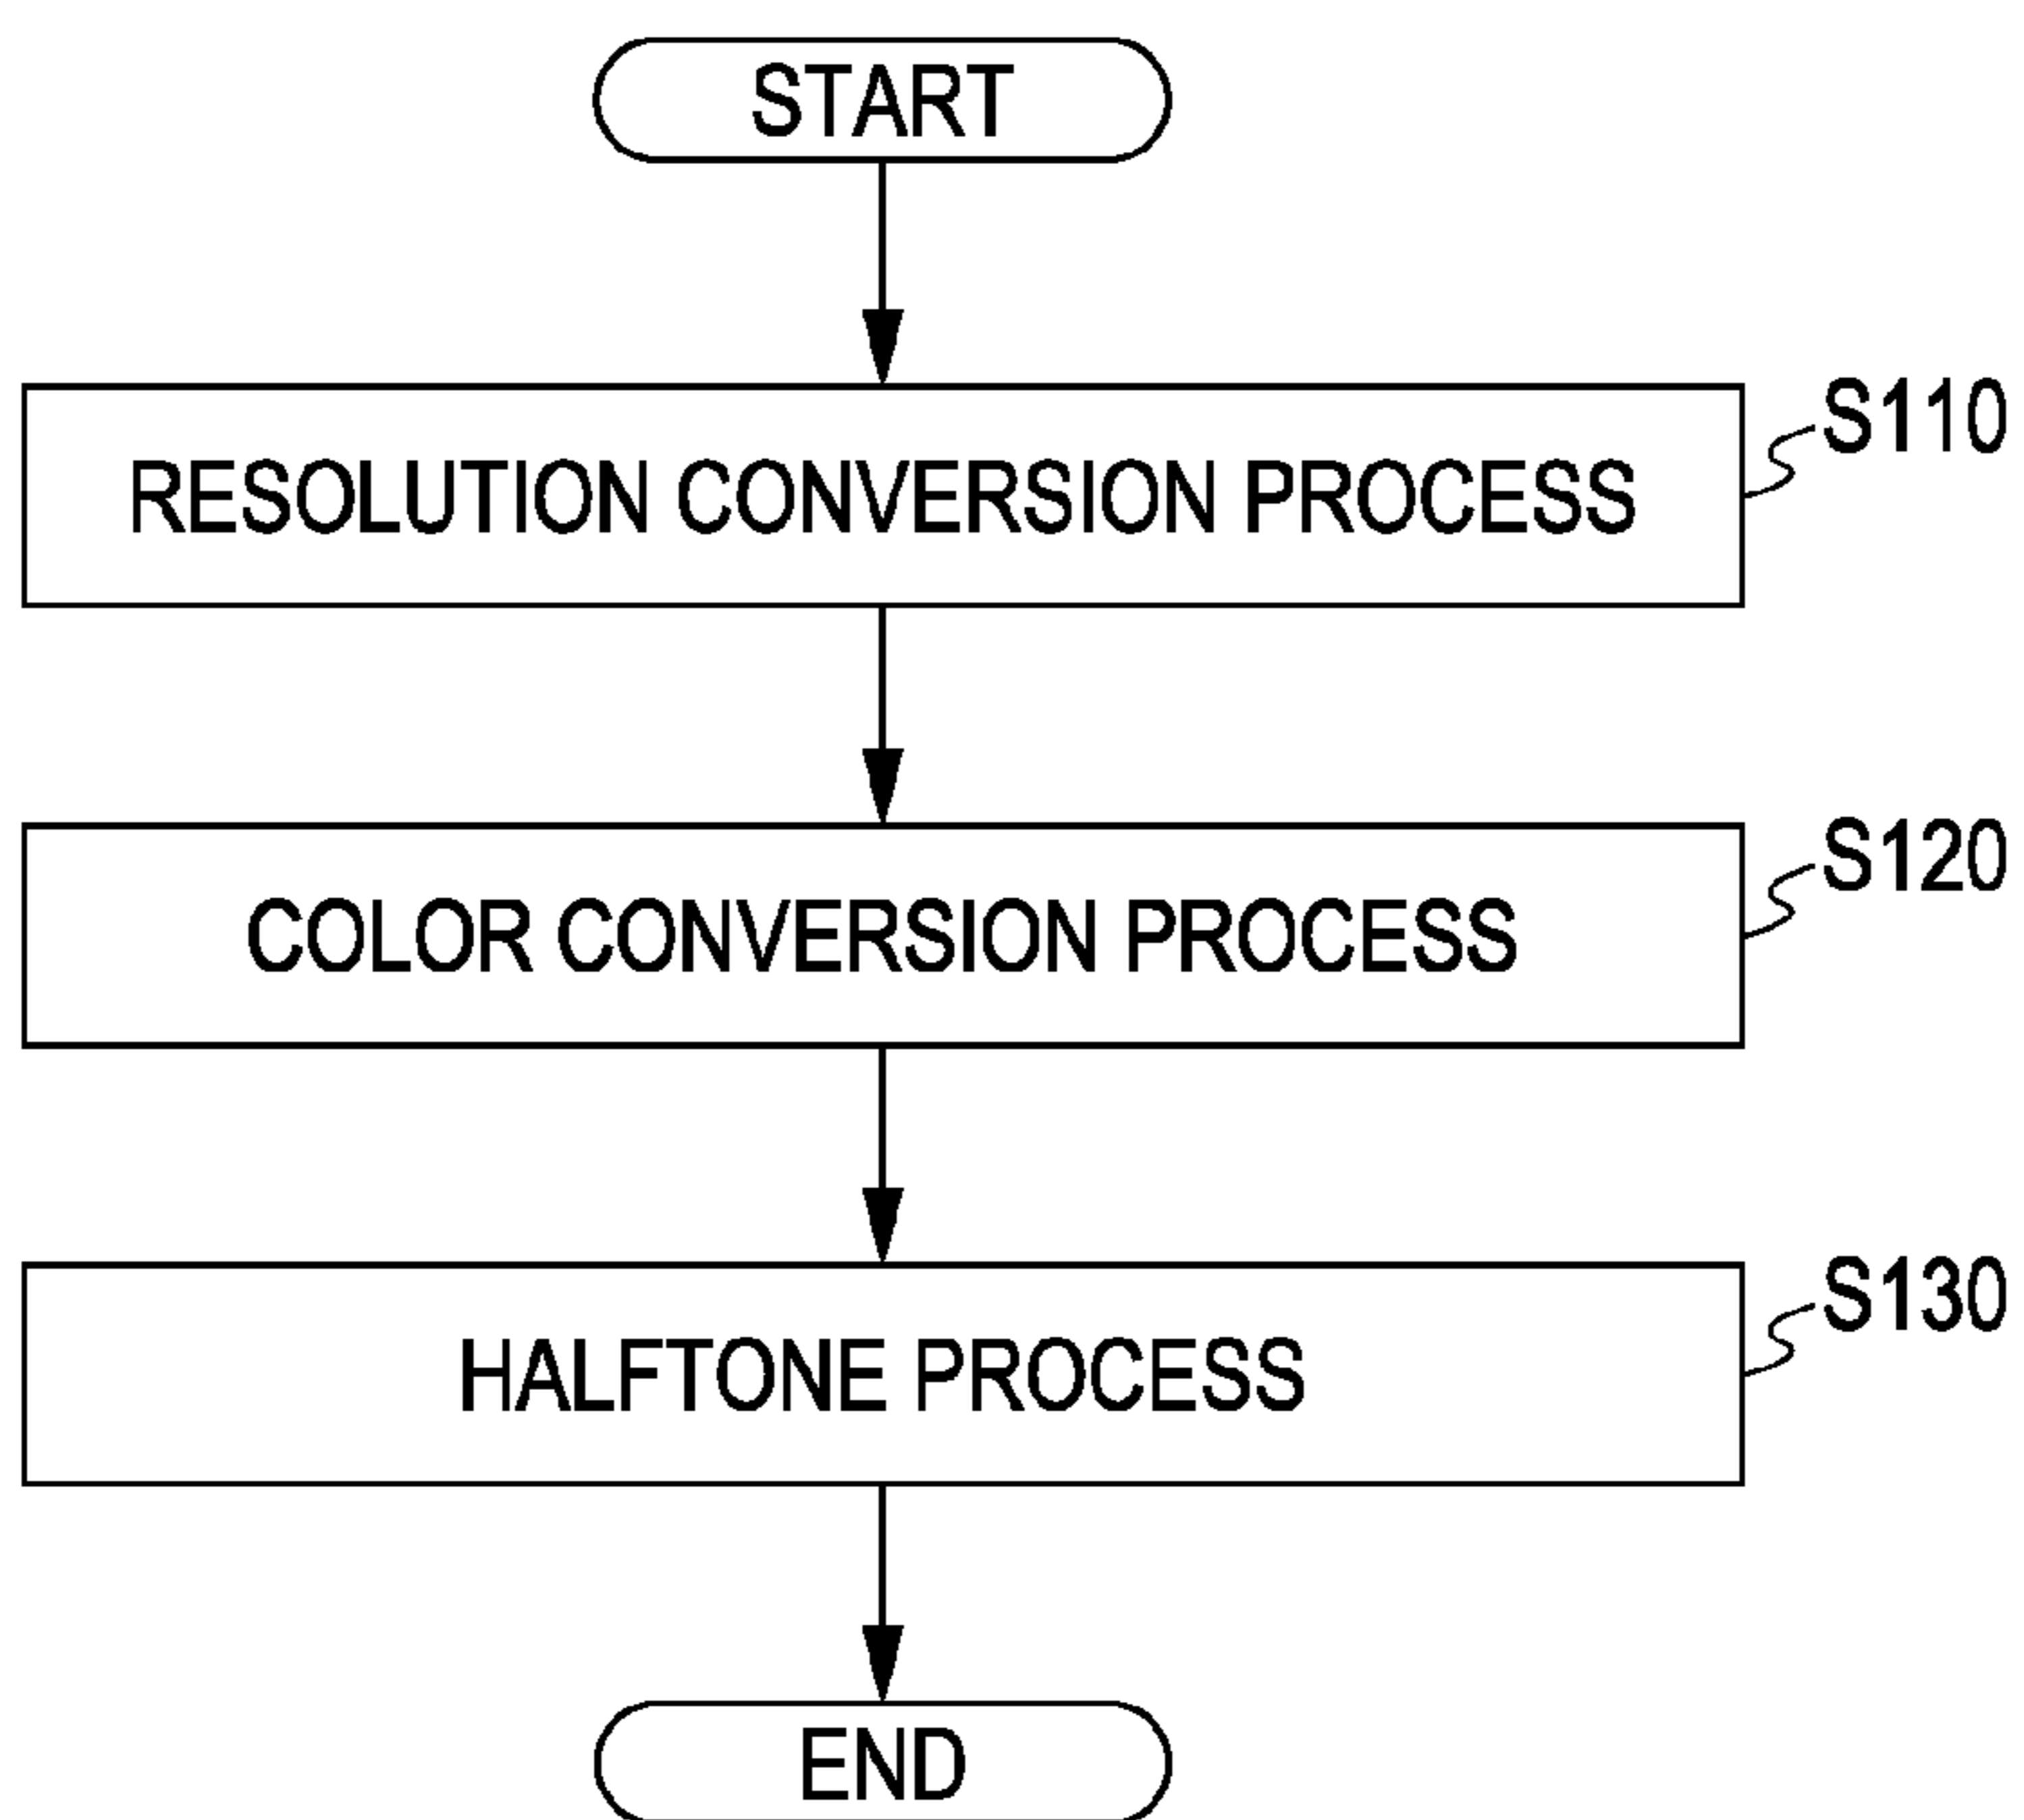 START
S110
RESOLUTION CONVERSION PROCESS
S120
COLOR CONVERSION PROCESS
S130
HALFTONE PROCESS
END